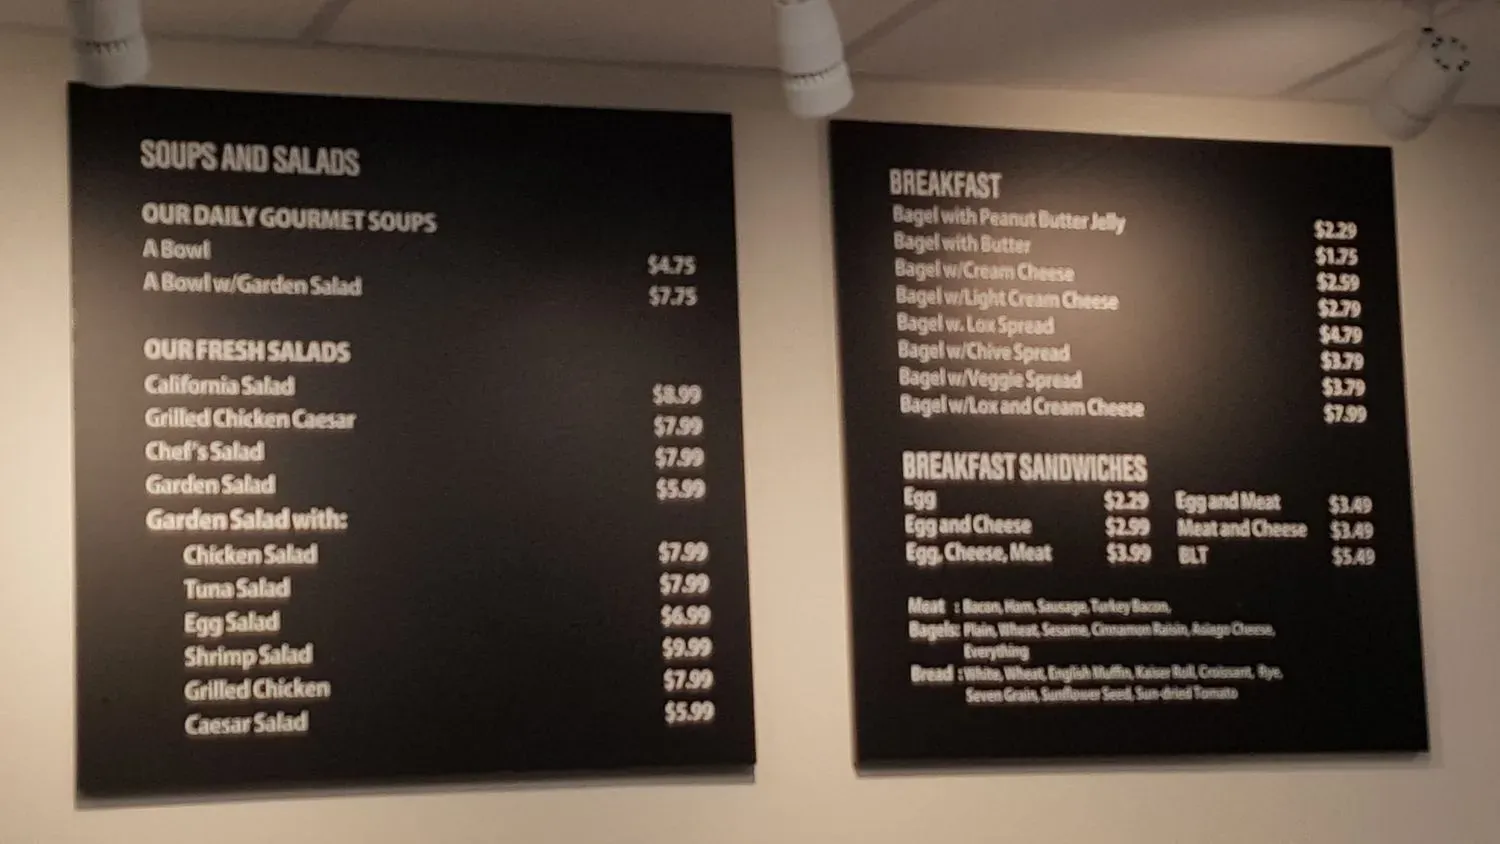 SOUPS AND SALADS
OUR DAILY GOURMET SOUPS
A Bowl $4.75
A Bowl w/Garden Salad $7.75
OUR FRESH SALADS
California Salad $8.99
Grilled Chicken Caesar $7.99
Chef's Salad $7.99
Garden Salad $5.99
Garden Salad with:
Chicken Salad $7.99
Tuna Salad $7.99
Egg Salad $6.99
Shrimp Salad $9.99
Grilled Chicken $7.99
Caesar Salad $5.99
BREAKFAST
Bagel with Peanut Butter Jelly $2.29
Bagel with Butter $1.75
Bagel w/Cream Cheese $2.59
Bagel w/Light Cream Cheese $2.79
Bagel w. Lox Spread $4.79
Bagel w/Chive Spread $3.79
Bagel w/Veggie Spread $3.79
Bagel w/Lox and Cream Cheese $7.99
BREAKFAST SANDWICHES
Egg $2.29 Egg and Meat $3.49
Egg and Cheese $2.99 Meat and Cheese $3.49
Egg, Cheese, Meat $3.99 BLT $5.49
Meat : Bacon, Ham, Sausage, Turkey Bacon,
Bagels: Plain, Wheat, Sesame, Cinnamon Raisin, Asiago Cheese,
Everything
Bread : White, Wheat, English Muffin, Kaiser Roll, Croissant, Rye,
Seven Grain, Sunflower Seed, Sun-dried Tomato